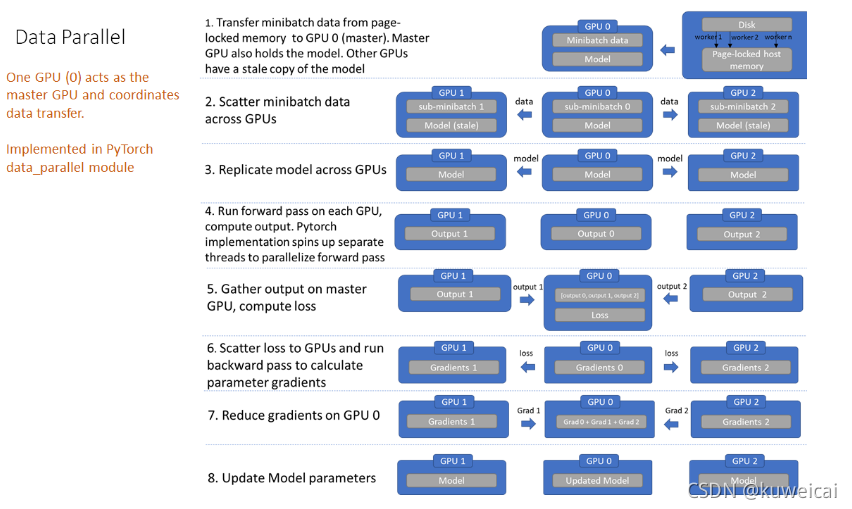 Data Parallel
One GPU (0) acts as the
master GPU and coordinates
data transfer.
Implemented in PyTorch
data_parallel module
1. Transfer minibatch data from page-
locked memory to GPU 0 (master). Master
GPU also holds the model. Other GPUs
have a stale copy of the model
GPU 0
Minibatch data
Model
Disk
worker 1 worker 2 worker n
Page-locked host
memory
2. Scatter minibatch data
across GPUs
GPU 1
sub-minibatch 1
Model (stale)
data
GPU 0
sub-minibatch 0
Model
data
GPU 2
sub-minibatch 2
Model (stale)
3. Replicate model across GPUs
GPU 1
Model
model
GPU 0
Model
model
GPU 2
Model
4. Run forward pass on each GPU,
compute output. Pytorch
implementation spins up separate
threads to parallelize forward pass
GPU 1
Output 1
GPU 0
Output 0
GPU 2
Output 2
5. Gather output on master
GPU, compute loss
GPU 1
Output 1
output 1
GPU 0
[output 0, output 1, output 2]
Loss
output 2
GPU 2
Output 2
6. Scatter loss to GPUs and run
backward pass to calculate
parameter gradients
GPU 1
Gradients 1
loss
GPU 0
Gradients 0
loss
GPU 2
Gradients 2
7. Reduce gradients on GPU 0
GPU 1
Gradients 1
Grad 1
GPU 0
Grad 0 + Grad 1 + Grad 2
Grad 2
GPU 2
Gradients 2
8. Update Model parameters
GPU 1
Model
GPU 0
Updated Model
GPU 2
Model
CSDN @kuweicai